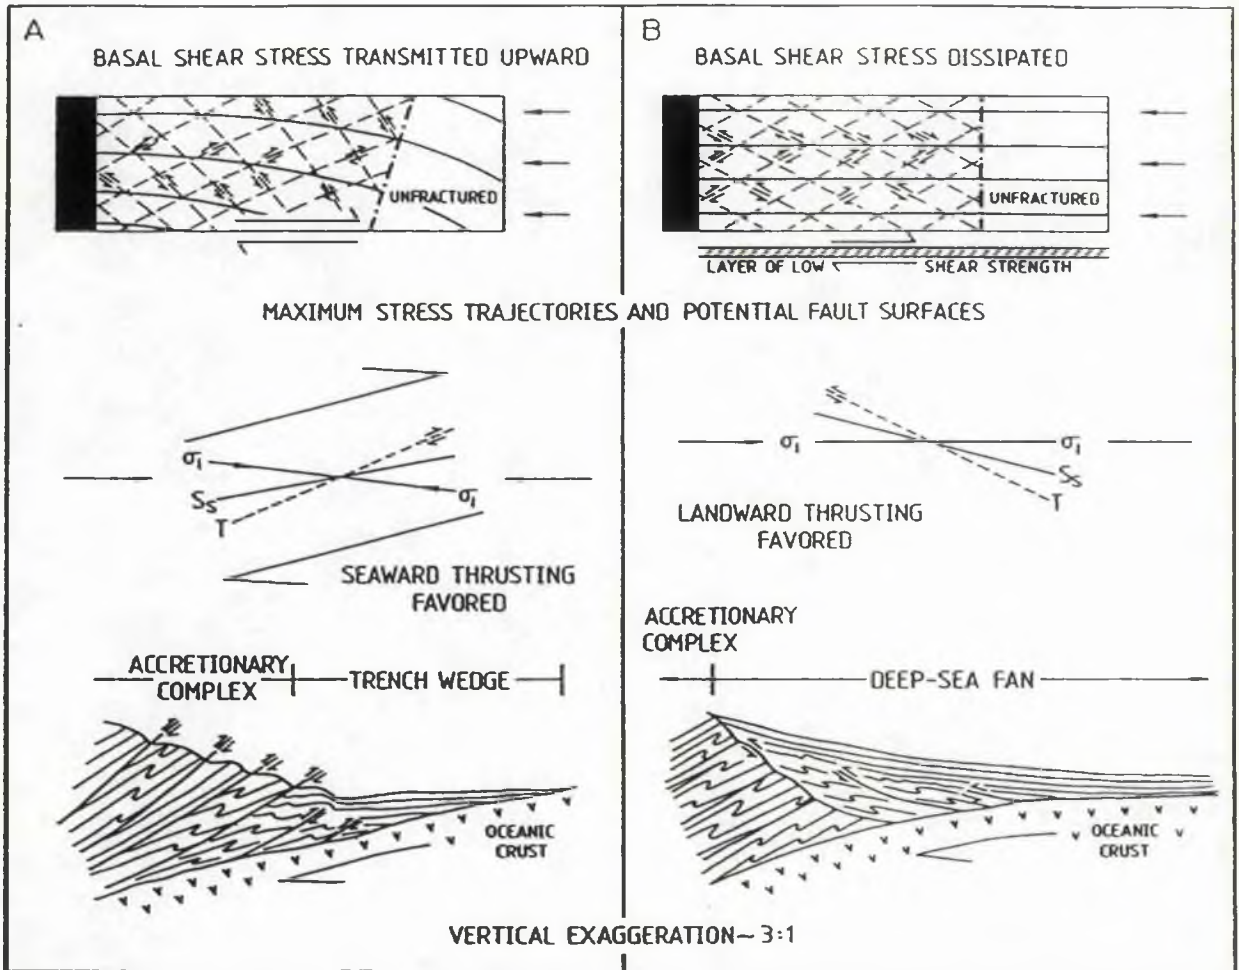 A
BASAL SHEAR STRESS TRANSMITTED UPWARD
UNFRACTURED
B
BASAL SHEAR STRESS DISSIPATED
UNFRACTURED
LAYER OF LOW SHEAR STRENGTH
MAXIMUM STRESS TRAJECTORIES AND POTENTIAL FAULT SURFACES
σ₁
Ss
T
σ₁
SEAWARD THRUSTING
FAVORED
σ₁
σ₁
Ss
T
LANDWARD THRUSTING
FAVORED
ACCRETIONARY
COMPLEX
TRENCH WEDGE
OCEANIC
CRUST
ACCRETIONARY
COMPLEX
DEEP-SEA FAN
OCEANIC
CRUST
VERTICAL EXAGGERATION~3:1